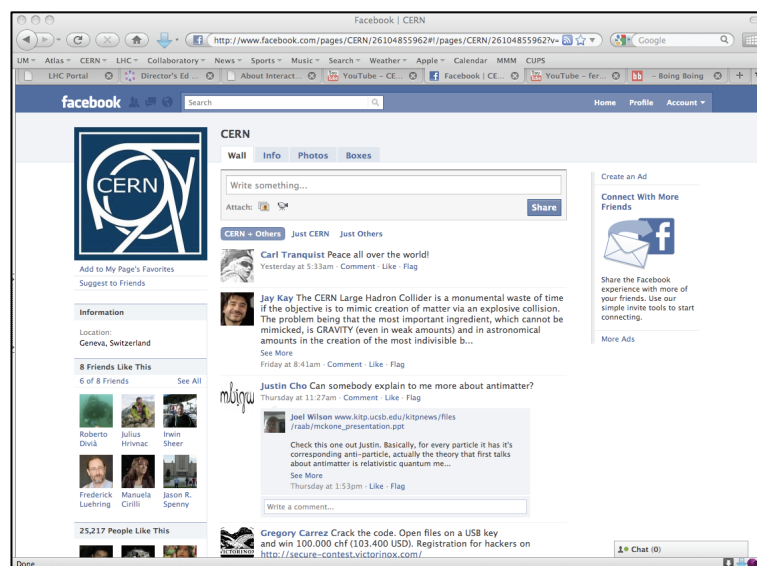 Facebook | CERN
http://www.facebook.com/pages/CERN/26104855962#!/pages/CERN/26104855962?v=
Google
UM Atlas CERN LHC Collaboratory News Sports Music Search Weather Apple Calendar MMM CUPS
LHC Portal
Director's Ed ...
About Interact...
YouTube - CE...
Facebook | CE...
YouTube - fer...
- Boing Boing
facebook
Search
Home Profile Account
CERN
CERN
Wall Info Photos Boxes
Write something...
Attach:
Share
CERN + Others Just CERN Just Others
Add to My Page's Favorites
Suggest to Friends
Information
Location:
Geneva, Switzerland
8 Friends Like This
6 of 8 Friends See All
Roberto Divià
Julius Hrivnac
Irwin Sheer
Frederick Luehring
Manuela Cirilli
Jason R. Spenny
25,217 People Like This
Carl Tranquist Peace all over the world!
Yesterday at 5:33am · Comment · Like · Flag
Jay Kay The CERN Large Hadron Collider is a monumental waste of time
if the objective is to mimic creation of matter via an explosive collision.
The problem being that the most important ingredient, which cannot be
mimicked, is GRAVITY (even in weak amounts) and in astronomical
amounts in the creation of the most indivisible b...
See More
Friday at 8:41am · Comment · Like · Flag
Justin Cho Can somebody explain to me more about antimatter?
Thursday at 11:27am · Comment · Like · Flag
Joel Wilson www.kitp.ucsb.edu/kitpnews/files
/raab/mckone_presentation.ppt
Check this one out Justin. Basically, for every particle it has it's
corresponding anti-particle, actually the theory that first talks
about antimatter is relativistic quantum me...
See More
Thursday at 1:53pm · Like · Flag
Write a comment...
VICTORINOX
Gregory Carrez Crack the code. Open files on a USB key
and win 100.000 chf (103.400 USD). Registration for hackers on
http://secure-contest.victorinox.com/
Create an Ad
Connect With More
Friends
Share the Facebook
experience with more of
your friends. Use our
simple invite tools to start
connecting.
More Ads
Chat (0)
Done